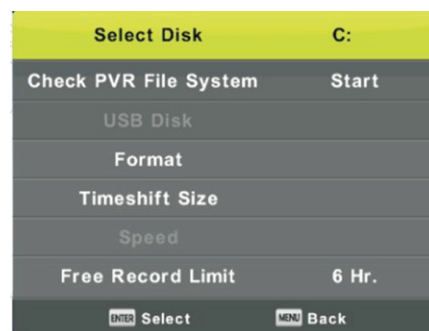 Select Disk C:
Check PVR File System Start
USB Disk
Format
Timeshift Size
Speed
Free Record Limit 6 Hr.
ENTER Select MENU Back